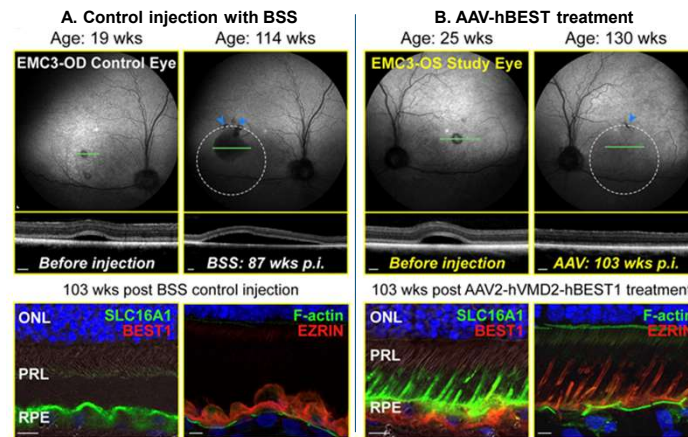 A. Control injection with BSS
Age: 19 wks
Age: 114 wks
EMC3-OD Control Eye
Before injection
BSS: 87 wks p.i.
103 wks post BSS control injection
ONL
SLC16A1
BEST1
PRL
RPE
F-actin
EZRIN
B. AAV-hBEST treatment
Age: 25 wks
Age: 130 wks
EMC3-OS Study Eye
Before injection
AAV: 103 wks p.i.
103 wks post AAV2-hVMD2-hBEST1 treatment
ONL
SLC16A1
BEST1
PRL
RPE
F-actin
EZRIN